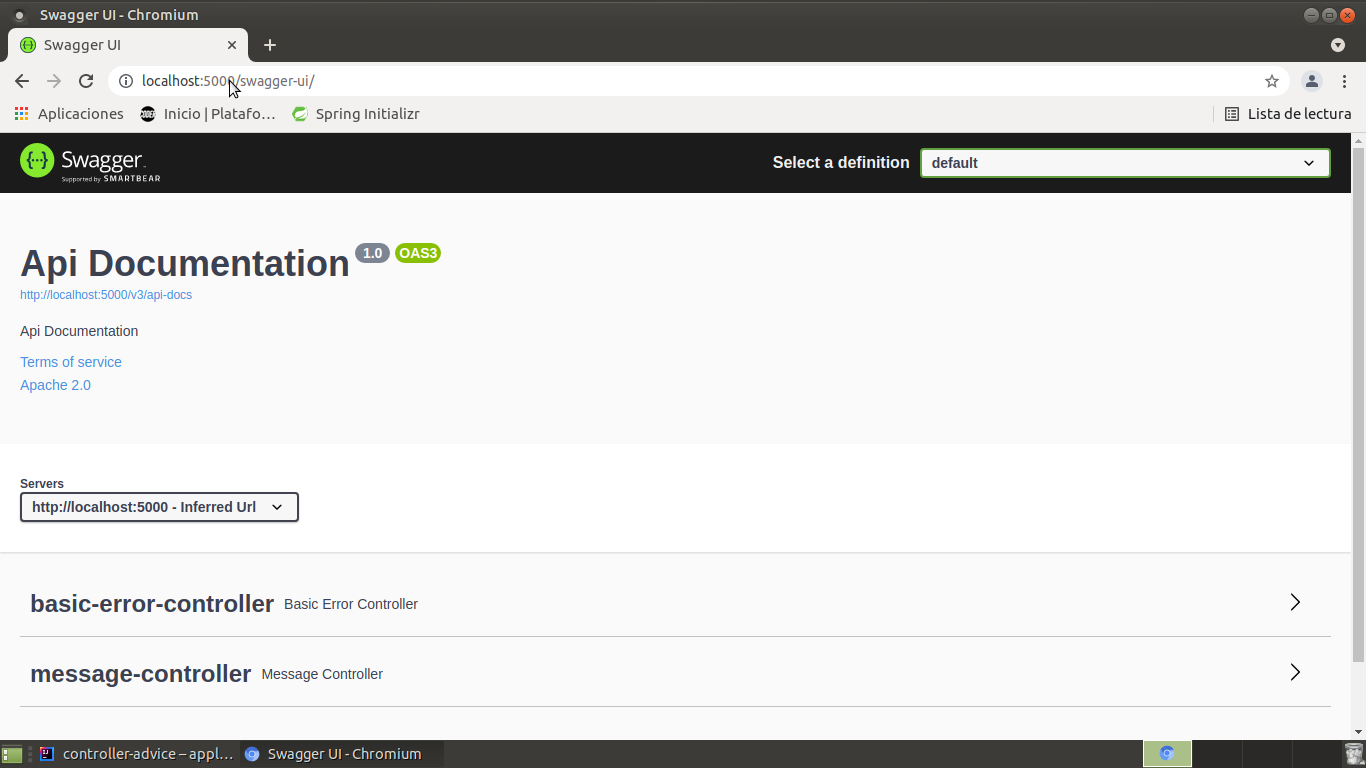 Swagger UI - Chromium
Swagger UI
localhost:5000/swagger-ui/
Aplicaciones
Inicio | Platafo…
Spring Initializr
Lista de lectura
Swagger
Supported by SMARTBEAR
Select a definition
default
Api Documentation 1.0 OAS3
http://localhost:5000/v3/api-docs
Api Documentation
Terms of service
Apache 2.0
Servers
http://localhost:5000 - Inferred Url
basic-error-controller Basic Error Controller
message-controller Message Controller
controller-advice – appl…
Swagger UI - Chromium